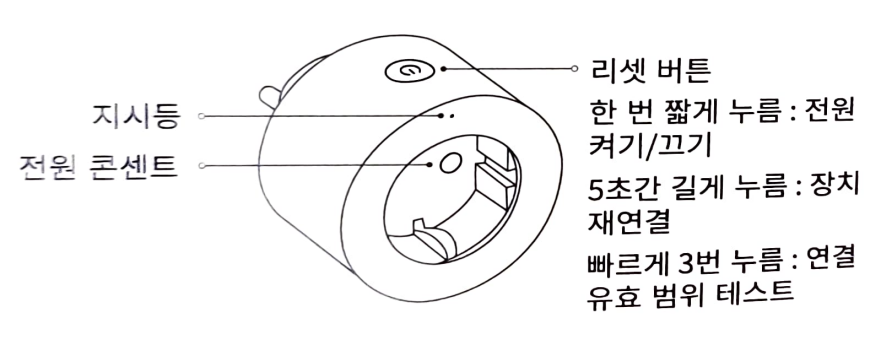 지시등
전원 콘센트
리셋 버튼
한 번 짧게 누름 : 전원
켜기/끄기
5초간 길게 누름 : 장치
재연결
빠르게 3번 누름 : 연결
유효 범위 테스트